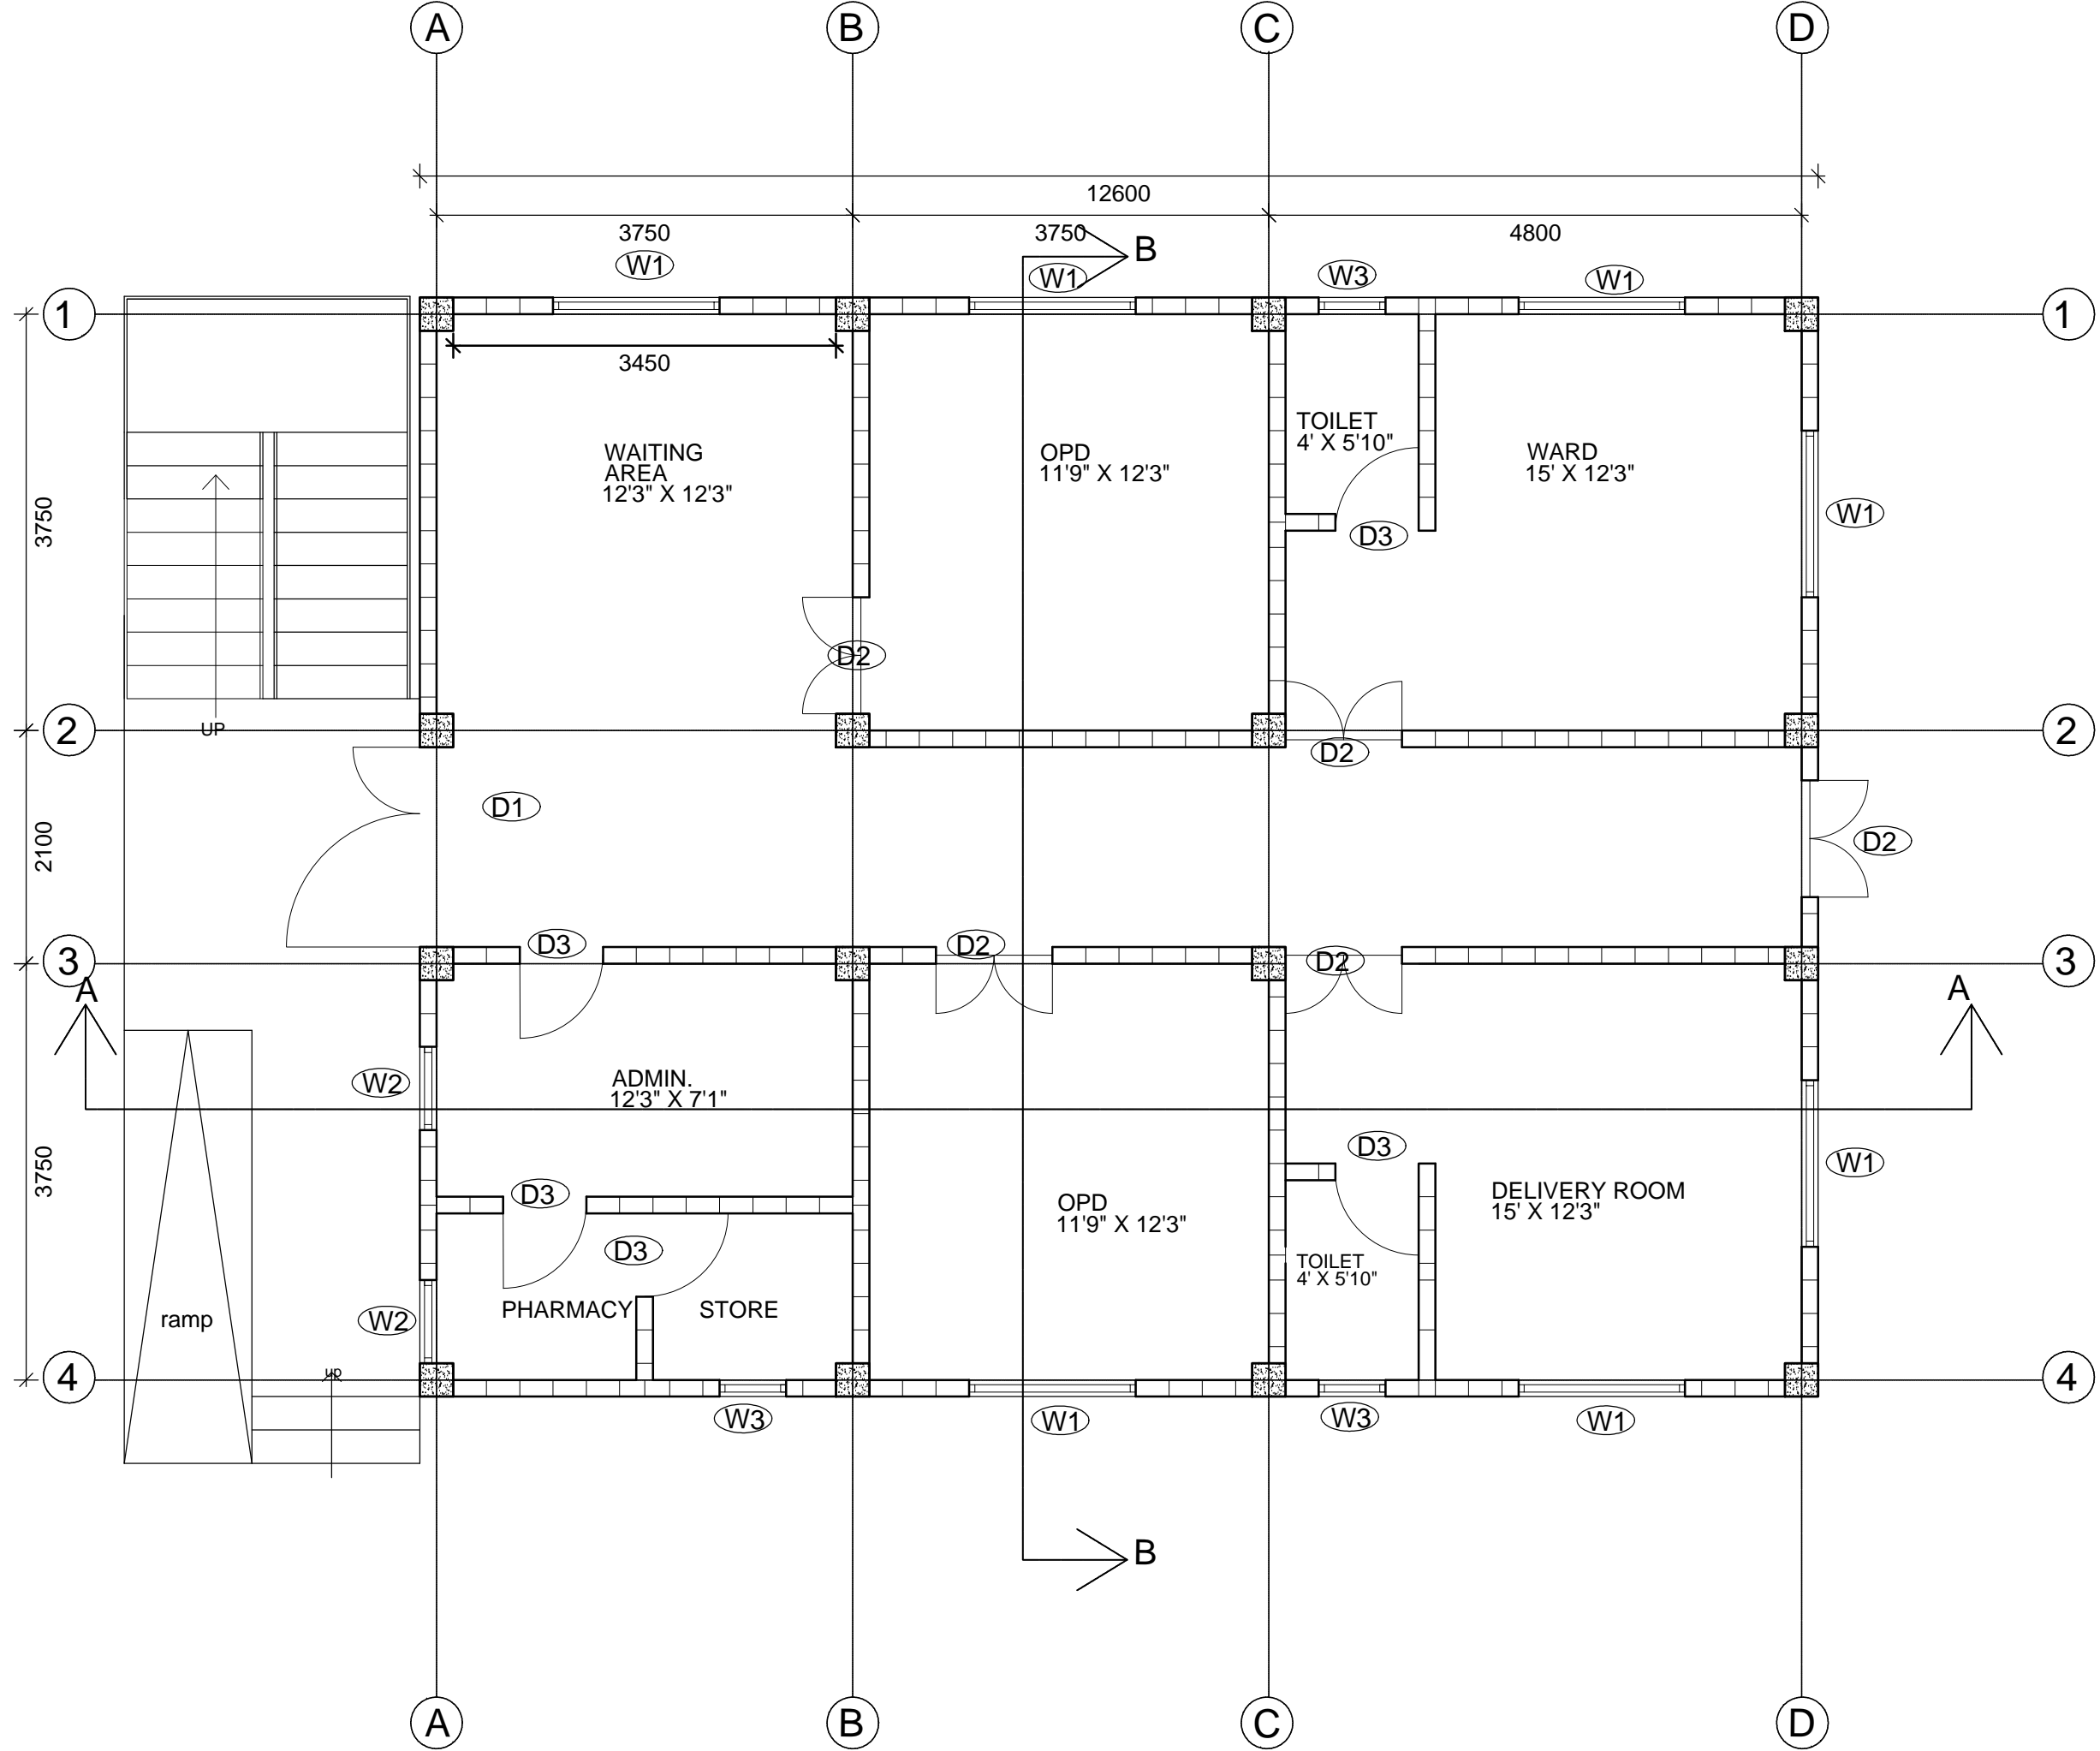 A B C D
12600
3750 3750 4800
W1 B W1 W3 W1
1 1
3450
TOILET
4' X 5'10"
WAITING
AREA
12'3" X 12'3"
OPD
11'9" X 12'3"
WARD
15' X 12'3"
3750
W1
D3
D2
UP
2 2
D2
D1
2100
D2
D3 D2 D2
3 3
A A
W2
ADMIN.
12'3" X 7'1"
D3
3750
W1
D3
DELIVERY ROOM
15' X 12'3"
OPD
11'9" X 12'3"
D3
TOILET
4' X 5'10"
PHARMACY STORE
ramp
W2
up
4 4
W3 W1 W3 W1
B
A B C D